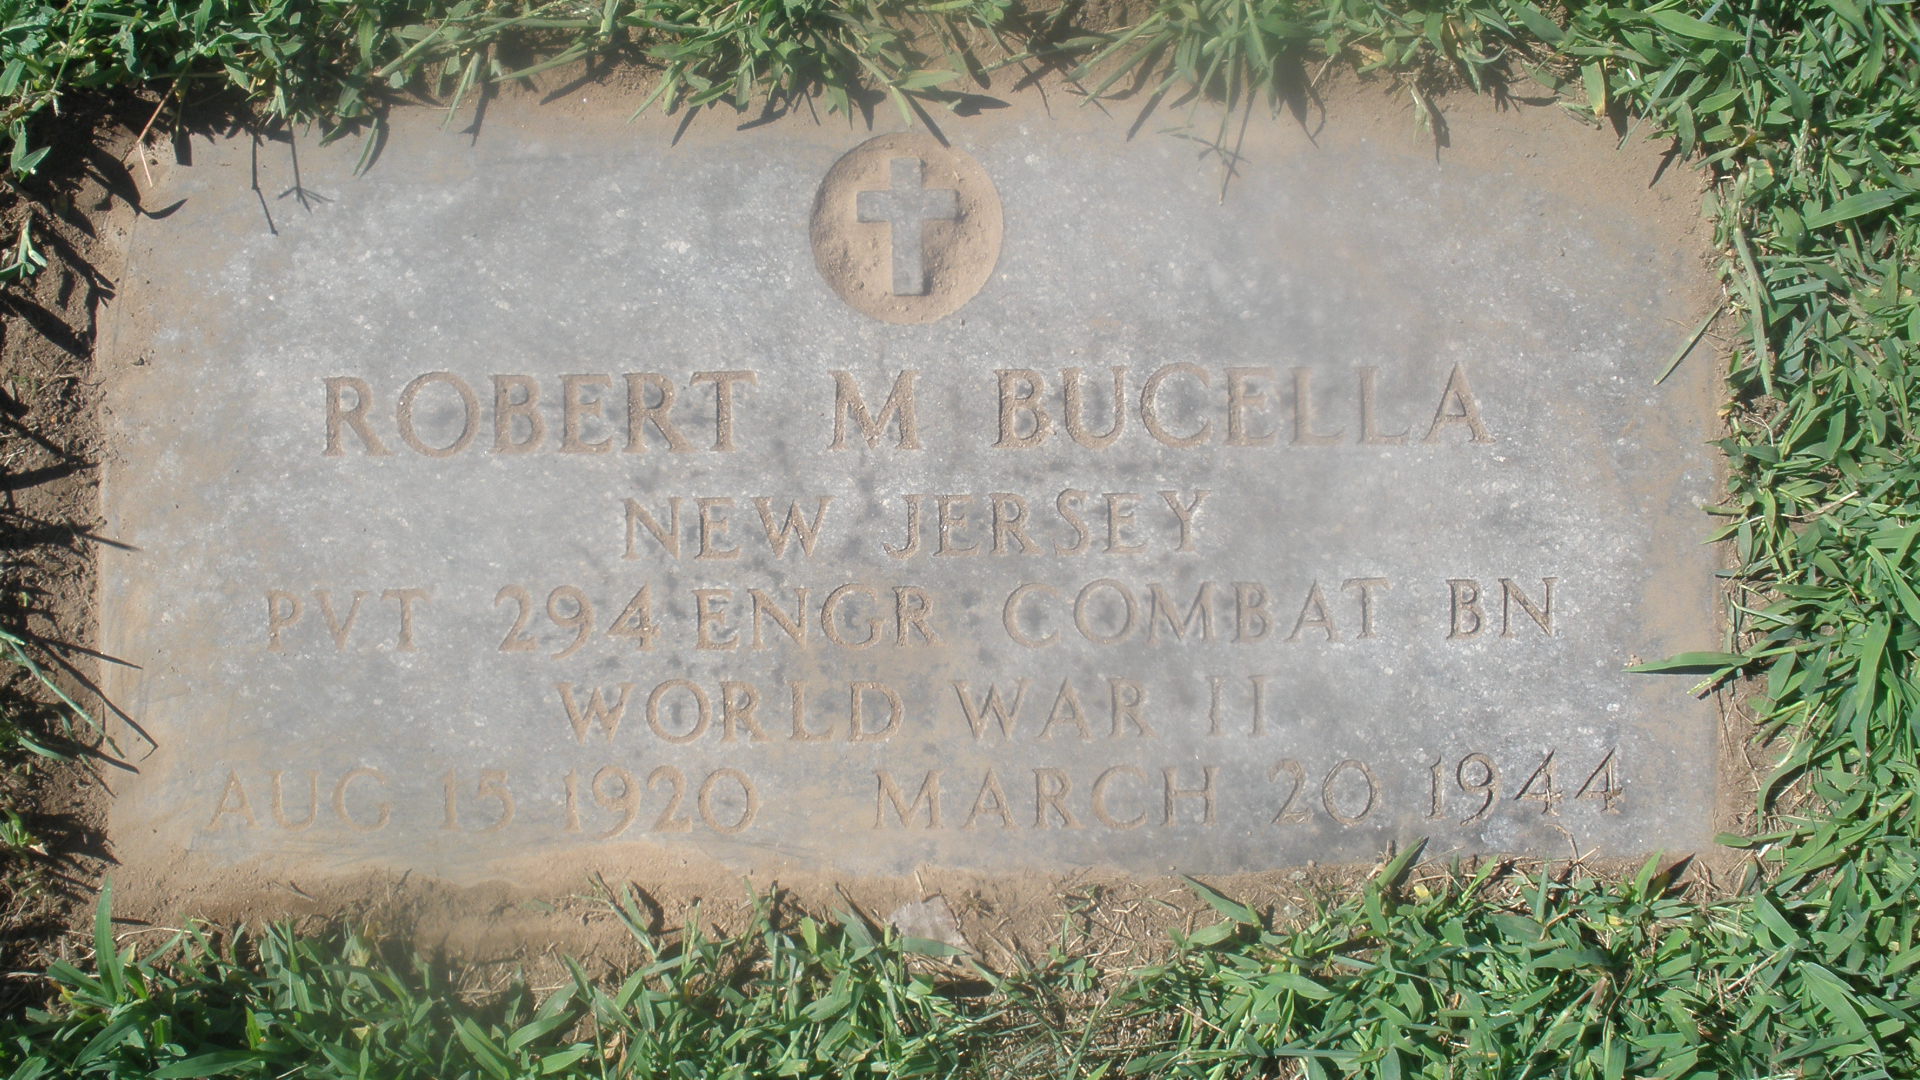 ROBERT M BUCELLA
NEW JERSEY
PVT 294 ENGR COMBAT BN
WORLD WAR II
AUG 15 1920 MARCH 20 1944